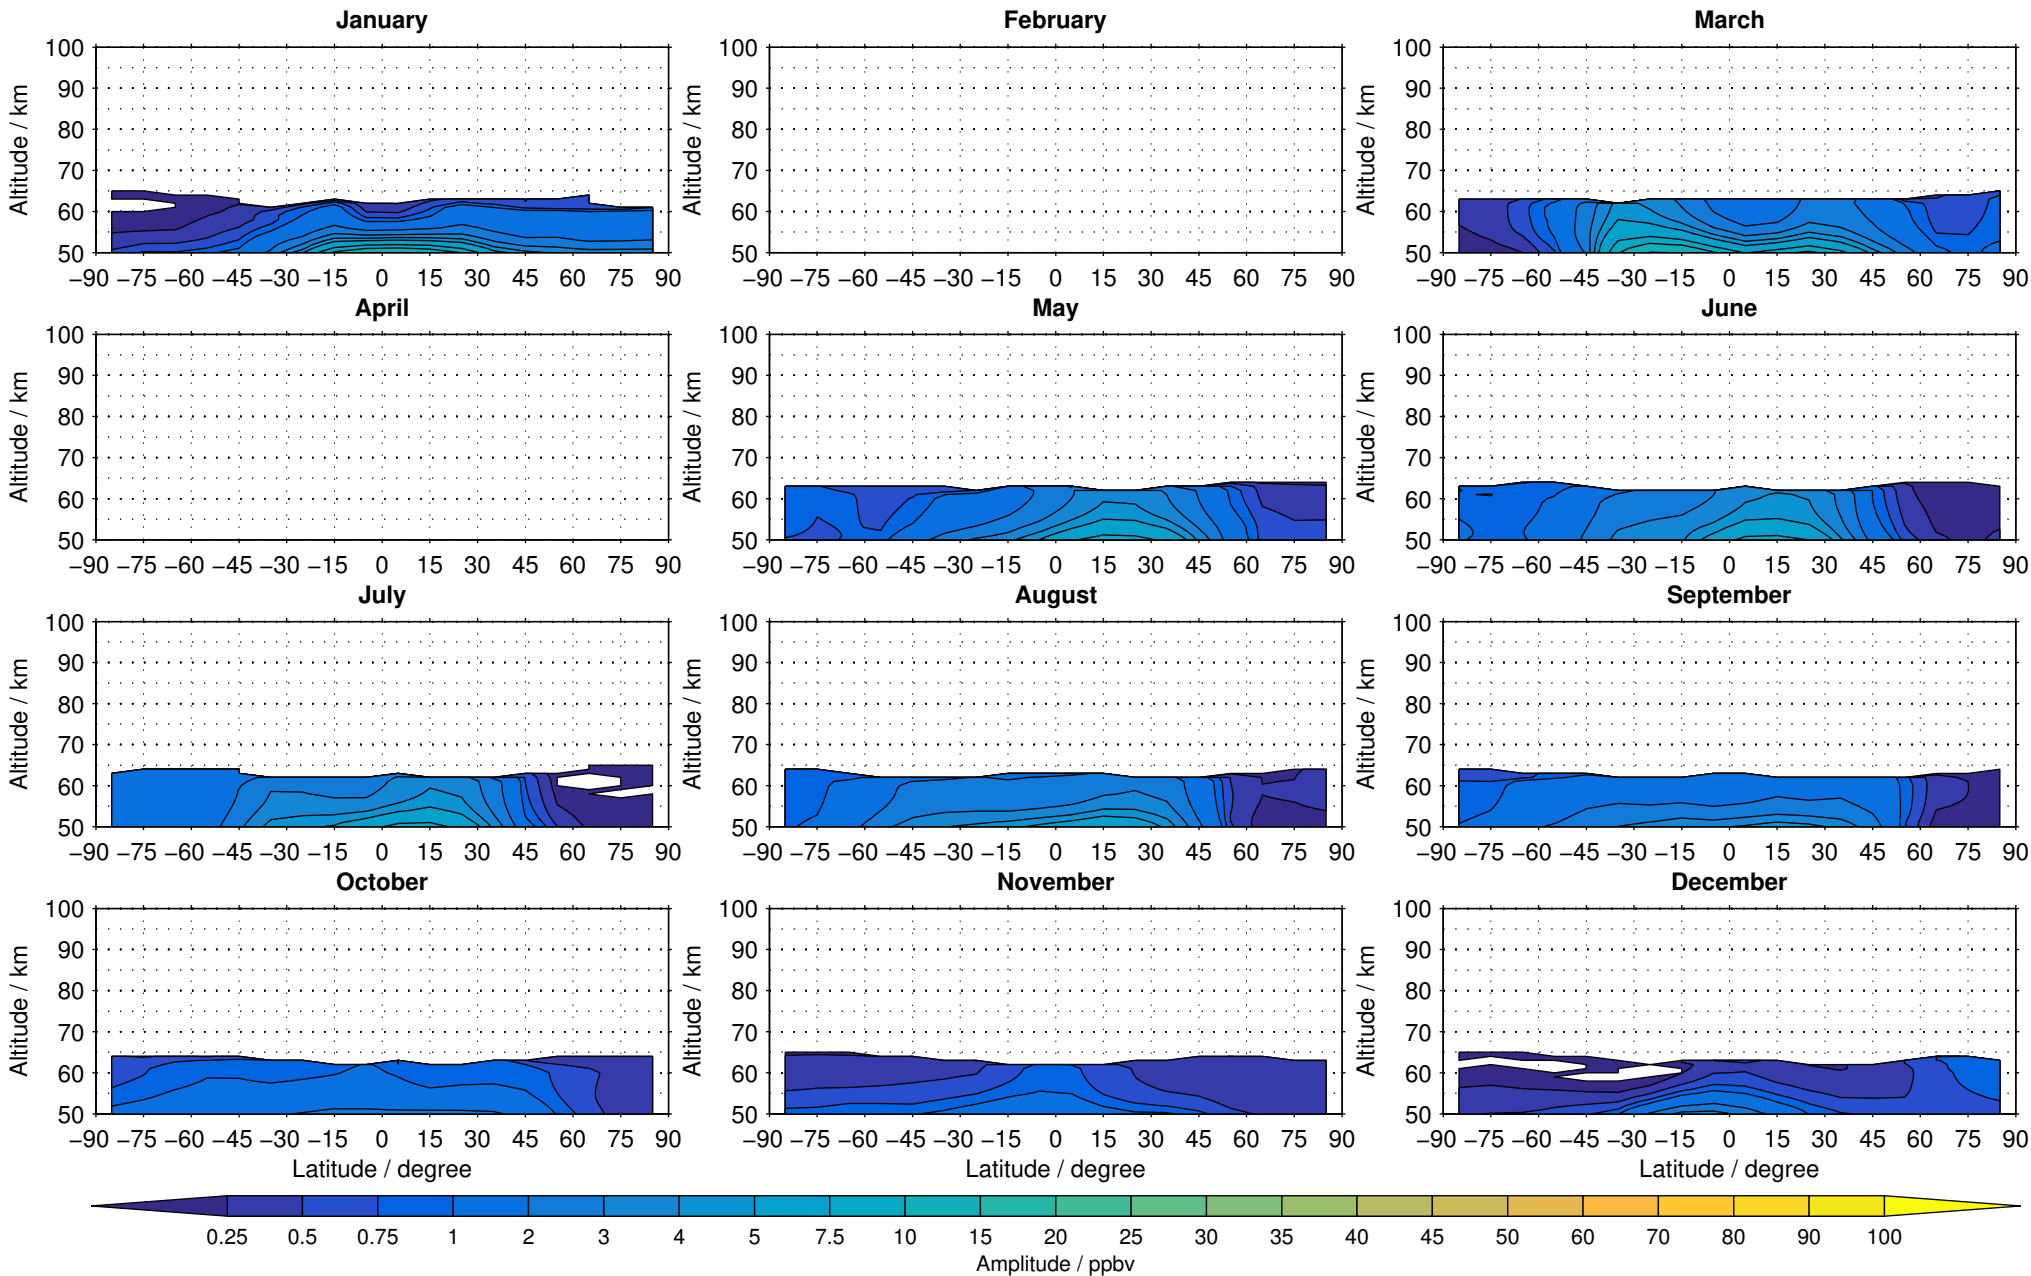 January February March
100 100 100
90 90 90
80 80 80
70 70 70
60 60 60
50 50 50
Altitude / km Altitude / km Altitude / km
−90 −75 −60 −45 −30 −15 0 15 30 45 60 75 90 −90 −75 −60 −45 −30 −15 0 15 30 45 60 75 90 −90 −75 −60 −45 −30 −15 0 15 30 45 60 75 90
April May June
100 100 100
90 90 90
80 80 80
70 70 70
60 60 60
50 50 50
Altitude / km Altitude / km Altitude / km
−90 −75 −60 −45 −30 −15 0 15 30 45 60 75 90 −90 −75 −60 −45 −30 −15 0 15 30 45 60 75 90 −90 −75 −60 −45 −30 −15 0 15 30 45 60 75 90
July August September
100 100 100
90 90 90
80 80 80
70 70 70
60 60 60
50 50 50
Altitude / km Altitude / km Altitude / km
−90 −75 −60 −45 −30 −15 0 15 30 45 60 75 90 −90 −75 −60 −45 −30 −15 0 15 30 45 60 75 90 −90 −75 −60 −45 −30 −15 0 15 30 45 60 75 90
October November December
100 100 100
90 90 90
80 80 80
70 70 70
60 60 60
50 50 50
Altitude / km Altitude / km Altitude / km
−90 −75 −60 −45 −30 −15 0 15 30 45 60 75 90 −90 −75 −60 −45 −30 −15 0 15 30 45 60 75 90 −90 −75 −60 −45 −30 −15 0 15 30 45 60 75 90
Latitude / degree Latitude / degree Latitude / degree
0.25 0.5 0.75 1 2 3 4 5 7.5 10 15 20 25 30 35 40 45 50 60 70 80 90 100
Amplitude / ppbv